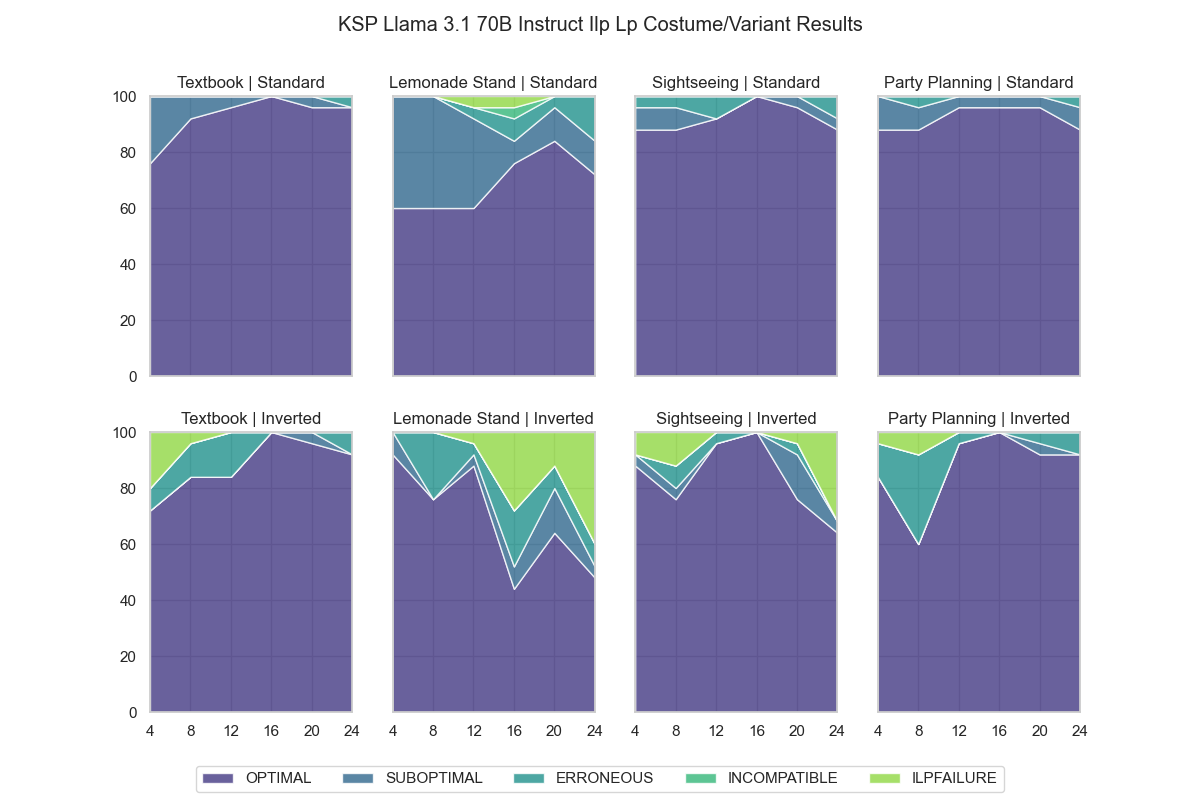 KSP Llama 3.1 70B Instruct Ilp Lp Costume/Variant Results
Textbook | Standard
Lemonade Stand | Standard
Sightseeing | Standard
Party Planning | Standard
100
80
60
40
20
0
Textbook | Inverted
Lemonade Stand | Inverted
Sightseeing | Inverted
Party Planning | Inverted
100
80
60
40
20
0
4 8 12 16 20 24
4 8 12 16 20 24
4 8 12 16 20 24
4 8 12 16 20 24
OPTIMAL SUBOPTIMAL ERRONEOUS INCOMPATIBLE ILPFAILURE